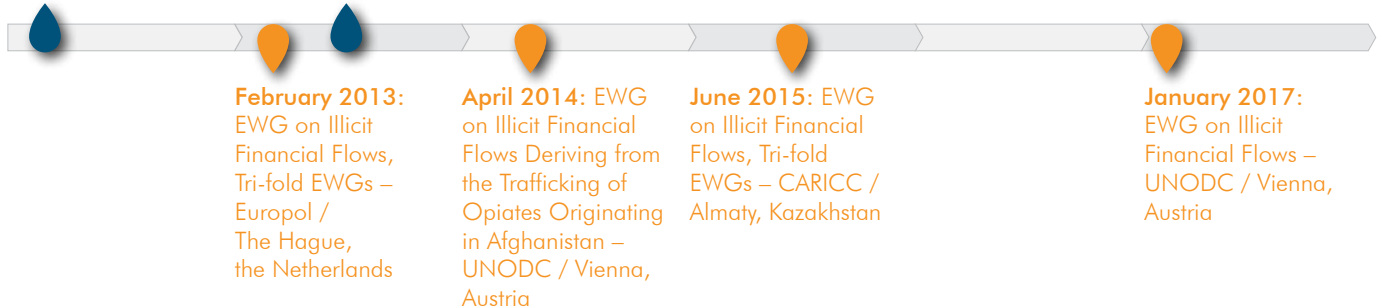 February 2013:
EWG on Illicit
Financial Flows,
Tri-fold EWGs –
Europol /
The Hague,
the Netherlands
April 2014: EWG
on Illicit Financial
Flows Deriving from
the Trafficking of
Opiates Originating
in Afghanistan –
UNODC / Vienna,
Austria
June 2015: EWG
on Illicit Financial
Flows, Tri-fold
EWGs – CARICC /
Almaty, Kazakhstan
January 2017:
EWG on Illicit
Financial Flows –
UNODC / Vienna,
Austria